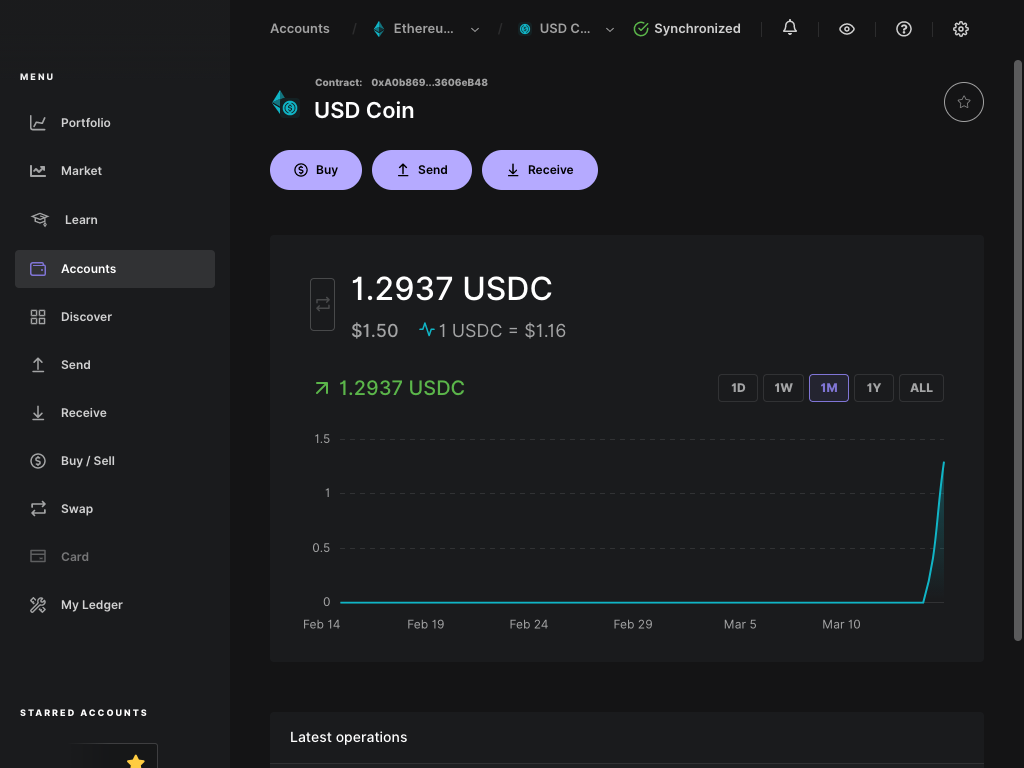 MENU
Portfolio
Market
Learn
Accounts
Discover
Send
Receive
Buy / Sell
Swap
Card
My Ledger
STARRED ACCOUNTS
Accounts / Ethereu... / USD C... Synchronized
Contract: 0xA0b869...3606eB48
USD Coin
Buy Send Receive
1.2937 USDC
$1.50 1 USDC = $1.16
1.2937 USDC
1D 1W 1M 1Y ALL
1.5
1
0.5
0
Feb 14 Feb 19 Feb 24 Feb 29 Mar 5 Mar 10
Latest operations